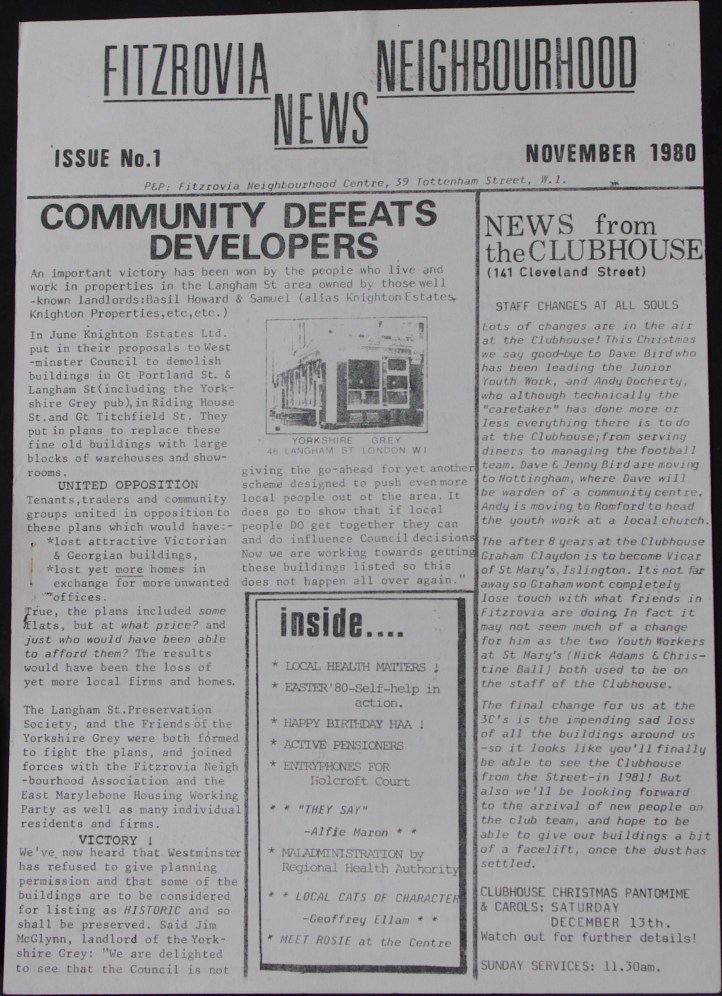 FITZROVIA NEIGHBOURHOOD
NEWS
ISSUE No.1
NOVEMBER 1980
P&P; Fitzrovia Neighbourhood Centre, 39 Tottenham Street, W.1.
COMMUNITY DEFEATS
DEVELOPERS
An important victory has been won by the people who live and
work in properties in the Langham St area owned by those well
-known landlords:Basil Howard & Samuel (alias Knighton Estates,
Knighton Properties,etc,etc.)
In June Knighton Estates Ltd.
put in their proposals to West
-minster Council to demolish
buildings in Gt Portland St. &
Langham St(including the York-
shire Grey pub),in Riding House
St.and Gt Titchfield St. They
put in plans to replace these
fine old buildings with large
blocks of warehouses and show-
rooms.
UNITED OPPOSITION
Tenants,traders and community
groups united in opposition to
these plans which would have:-
*lost attractive Victorian
& Georgian buildings,
*lost yet more homes in
exchange for more unwanted
offices.
True, the plans included some
flats, but at what price? and
just who would have been able
to afford them? The results
would have been the loss of
yet more local firms and homes.
The Langham St.Preservation
Society, and the Friends of the
Yorkshire Grey were both formed
to fight the plans, and joined
forces with the Fitzrovia Neigh
-bourhood Association and the
East Marylebone Housing Working
Party as well as many individual
residents and firms.
VICTORY !
We've now heard that Westminster
has refused to give planning
permission and that some of the
buildings are to be considered
for listing as HISTORIC and so
shall be preserved. Said Jim
McGlynn, landlord of the York-
shire Grey: "We are delighted
to see that the Council is not
YORKSHIRE GREY
46 LANGHAM ST LONDON W1
giving the go-ahead for yet another
scheme designed to push even more
local people out ot the area. It
does go to show that if local
people DO get together they can
and do influence Council decisions
Now we are working towards getting
these buildings listed so this
does not happen all over again."
inside....
* LOCAL HEALTH MATTERS !
* EASTER'80-Self-help in
action.
* HAPPY BIRTHDAY HAA !
* ACTIVE PENSIONERS
* ENTRYPHONES FOR
Holcroft Court
* * "THEY SAY"
-Alfie Maron * *
* MALADMINISTRATION by
Regional Health Authority
* * LOCAL CATS OF CHARACTER
-Geoffrey Ellam * *
* MEET ROSIE at the Centre
NEWS from
the CLUBHOUSE
(141 Cleveland Street)
STAFF CHANGES AT ALL SOULS
Lots of changes are in the air
at the Clubhouse! This Christmas
we say good-bye to Dave Bird who
has been leading the Junior
Youth Work, and Andy Docherty,
who although technically the
"caretaker" has done more or
less everything there is to do
at the Clubhouse;from serving
diners to managing the football
team. Dave & Jenny Bird are moving
to Nottingham, where Dave will
be warden of a community centre.
Andy is moving to Romford to head
the youth work at a local church.
The after 8 years at the Clubhouse
Graham Claydon is to become Vicar
of St Mary's, Islington. Its not far
away so Graham wont completely
lose touch with what friends in
Fitzrovia are doing. In fact it
may not seem much of a change
for him as the two Youth Workers
at St Mary's (Nick Adams & Chris-
tine Ball) both used to be on
the staff of the Clubhouse.
The final change for us at the
3C's is the impending sad loss
of all the buildings around us
-so it looks like you'll finally
be able to see the Clubhouse
from the Street-in 1981! But
also we'll be looking forward
to the arrival of new people on
the club team, and hope to be
able to give our buildings a bit
of a facelift, once the dust has
settled.
CLUBHOUSE CHRISTMAS PANTOMIME
& CAROLS: SATURDAY
DECEMBER 13th.
Watch out for further details!
SUNDAY SERVICES: 11.30am.